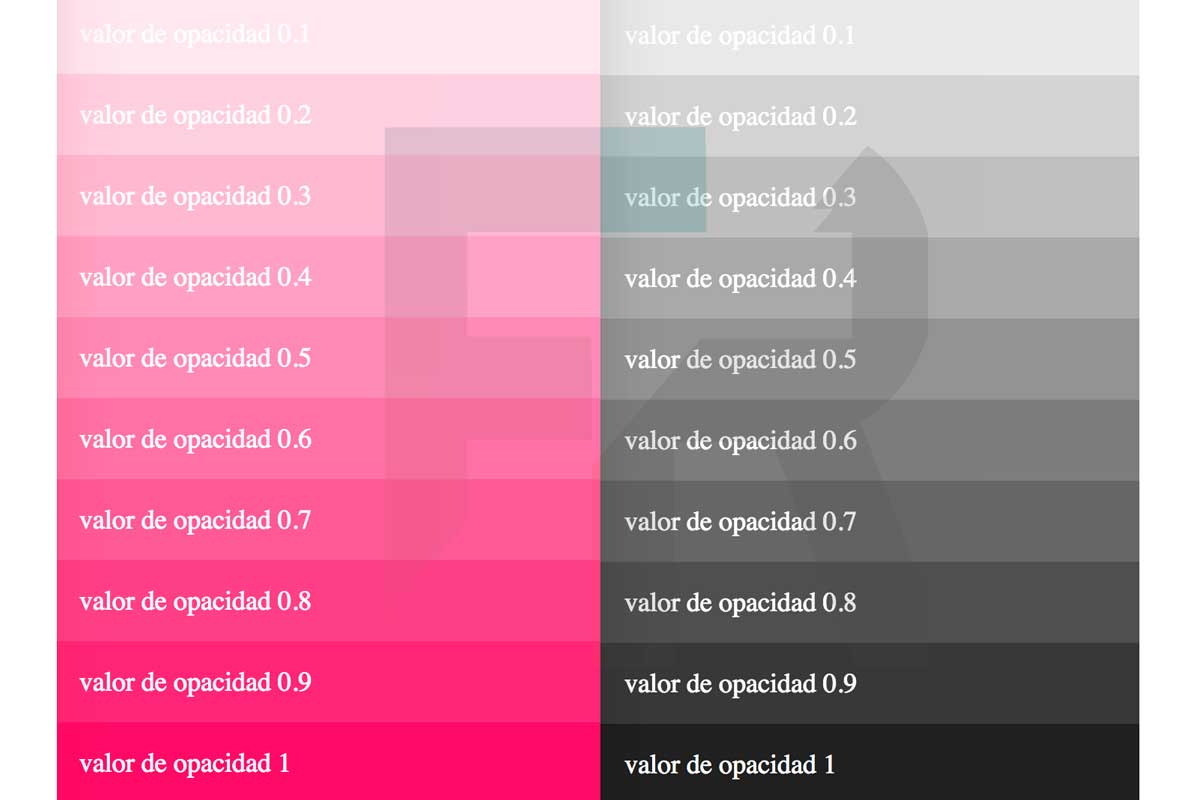 valor de opacidad 0.1
valor de opacidad 0.2
valor de opacidad 0.3
valor de opacidad 0.4
valor de opacidad 0.5
valor de opacidad 0.6
valor de opacidad 0.7
valor de opacidad 0.8
valor de opacidad 0.9
valor de opacidad 1
valor de opacidad 0.1
valor de opacidad 0.2
valor de opacidad 0.3
valor de opacidad 0.4
valor de opacidad 0.5
valor de opacidad 0.6
valor de opacidad 0.7
valor de opacidad 0.8
valor de opacidad 0.9
valor de opacidad 1
FR